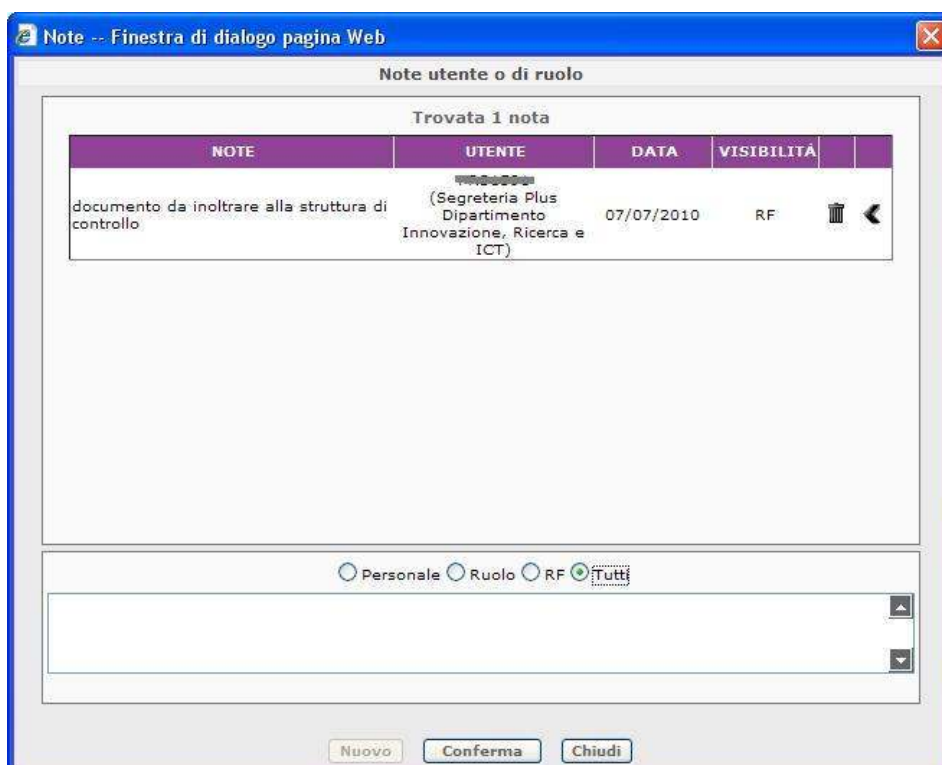 Note -- Finestra di dialogo pagina Web
Note utente o di ruolo
Trovata 1 nota
NOTE UTENTE DATA VISIBILITÀ
documento da inoltrare alla struttura di
controllo
(Segreteria Plus
Dipartimento
Innovazione, Ricerca e
ICT)
07/07/2010
RF
Personale Ruolo RF Tutti
Nuovo Conferma Chiudi